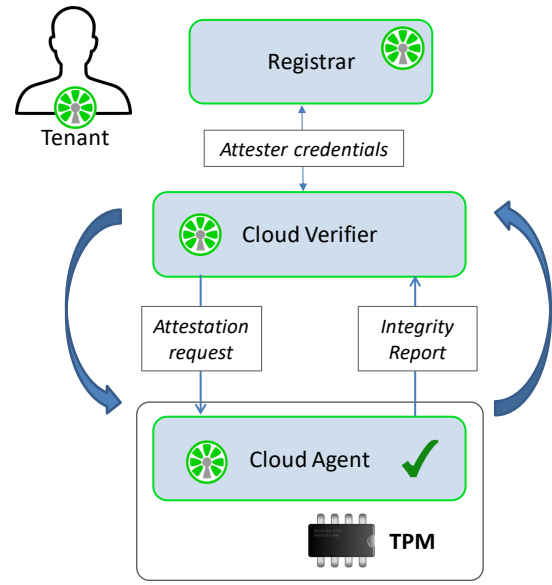 Registrar
Tenant
Attester credentials
Cloud Verifier
Attestation
request
Integrity
Report
Cloud Agent
TPM